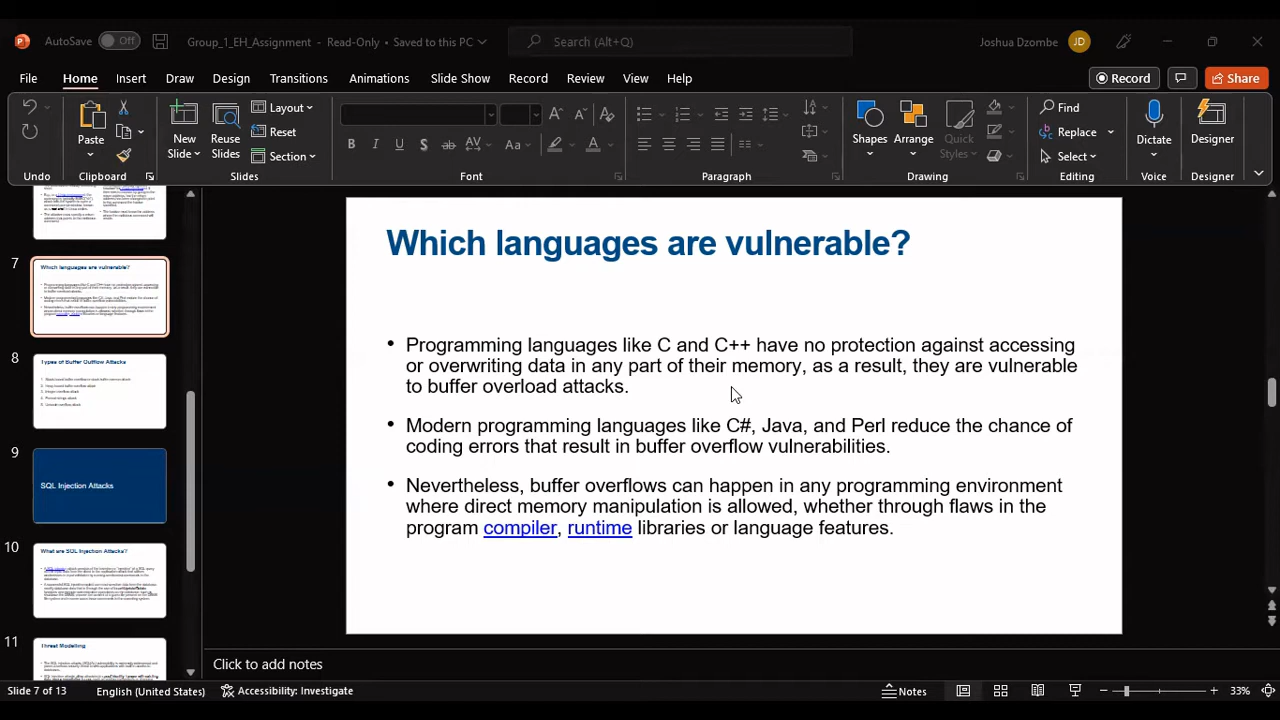 AutoSave Off Group_1_EH_Assignment - Read-Only - Saved to this PC Search (Alt+Q) Joshua Dzombe JD
File Home Insert Draw Design Transitions Animations Slide Show Record Review View Help Record Share
Paste New Slide Reuse Slides Layout Reset Section
B I U S ab AV Aa A
Shapes Arrange Quick Styles Find Replace Select Dictate Designer
Undo Clipboard Slides Font Paragraph Drawing Editing Voice Designer
7
Which languages are vulnerable?
8
Types of Buffer Outflow Attacks
9
SQL Injection Attacks
10
What are SQL Injection Attacks?
11
Threat Modelling
Which languages are vulnerable?
• Programming languages like C and C++ have no protection against accessing
or overwriting data in any part of their memory, as a result, they are vulnerable
to buffer overload attacks.
• Modern programming languages like C#, Java, and Perl reduce the chance of
coding errors that result in buffer overflow vulnerabilities.
• Nevertheless, buffer overflows can happen in any programming environment
where direct memory manipulation is allowed, whether through flaws in the
program compiler, runtime libraries or language features.
Click to add notes
Slide 7 of 13 English (United States) Accessibility: Investigate Notes 33%